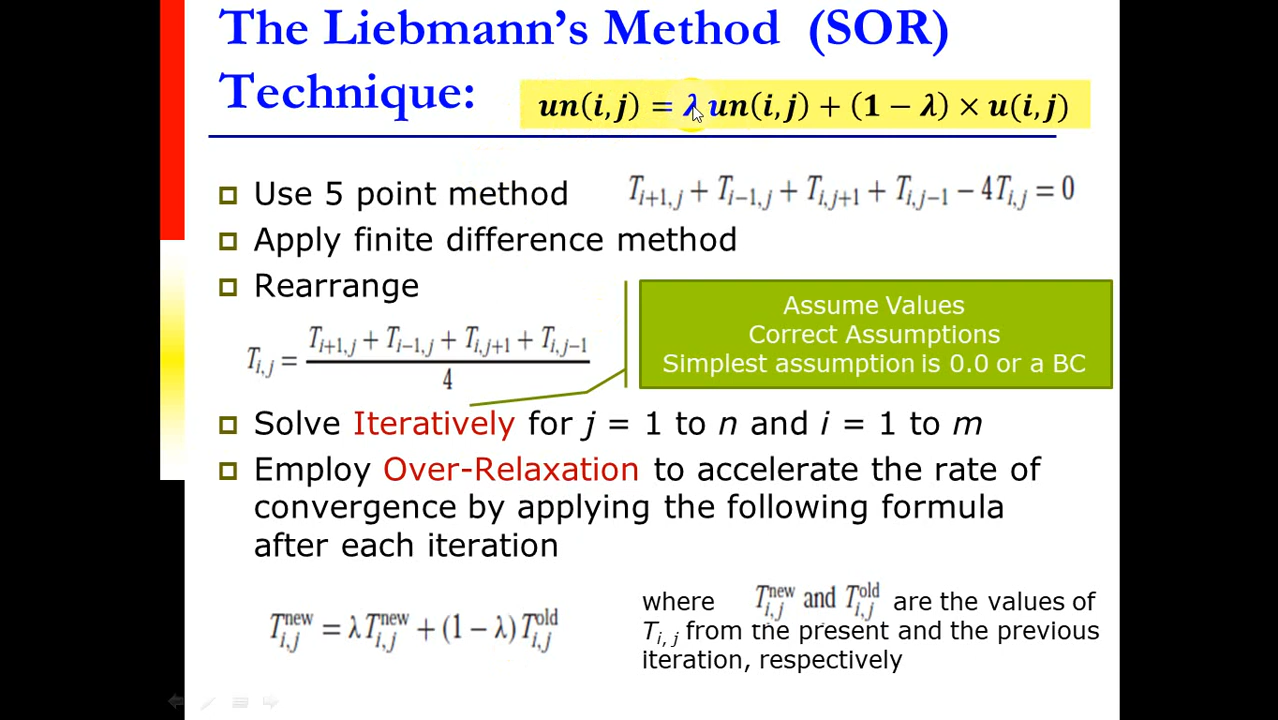 The Liebmann's Method (SOR)
Technique:
un(i,j) = λ un(i,j) + (1 − λ) × u(i,j)
Use 5 point method
T_{i+1,j} + T_{i−1,j} + T_{i,j+1} + T_{i,j−1} − 4T_{i,j} = 0
Apply finite difference method
Rearrange
T_{i,j} = (T_{i+1,j} + T_{i−1,j} + T_{i,j+1} + T_{i,j−1}) / 4
Assume Values
Correct Assumptions
Simplest assumption is 0.0 or a BC
Solve Iteratively for j = 1 to n and i = 1 to m
Employ Over-Relaxation to accelerate the rate of
convergence by applying the following formula
after each iteration
T_{i,j}^{new} = λT_{i,j}^{new} + (1 − λ)T_{i,j}^{old}
where T_{i,j}^{new} and T_{i,j}^{old} are the values of
T_{i,j} from the present and the previous
iteration, respectively